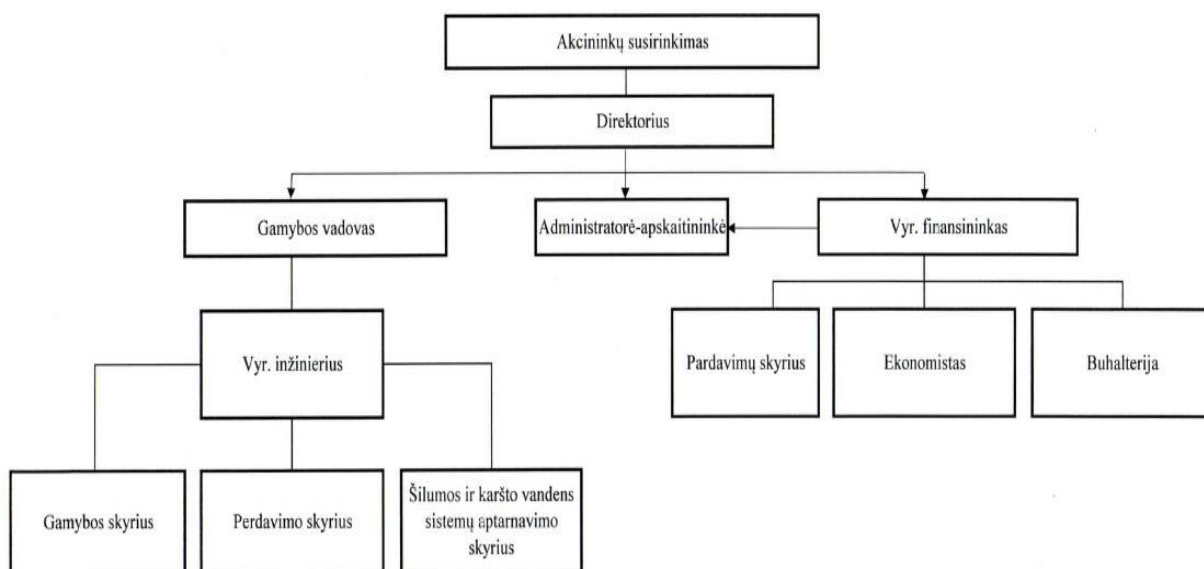 Akcininkų susirinkimas
Direktorius
Gamybos vadovas
Administratorė-apskaitininkė
Vyr. finansininkas
Vyr. inžinierius
Pardavimų skyrius
Ekonomistas
Buhalterija
Gamybos skyrius
Perdavimo skyrius
Šilumos ir karšto vandens
sistemų aptarnavimo
skyrius